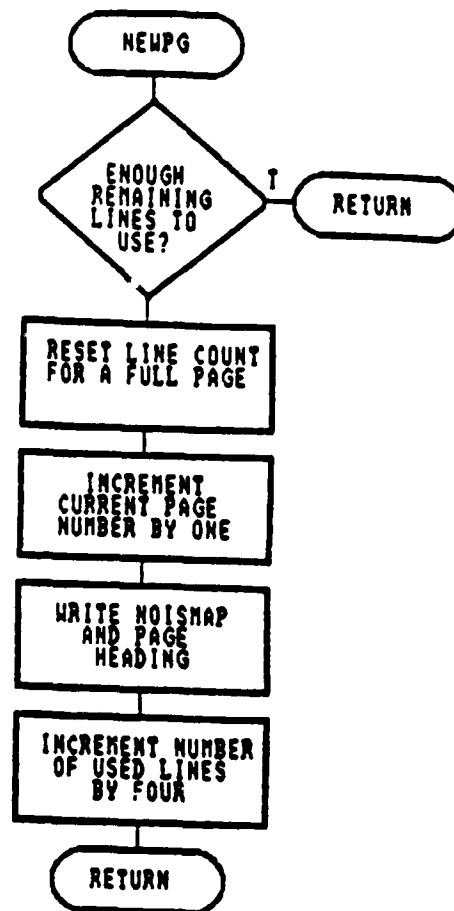 NEWPG
ENOUGH
REMAINING
LINES TO
USE?
T
RETURN
RESET LINE COUNT
FOR A FULL PAGE
INCREMENT
CURRENT PAGE
NUMBER BY ONE
WRITE NOISMAP
AND PAGE
HEADING
INCREMENT NUMBER
OF USED LINES
BY FOUR
RETURN